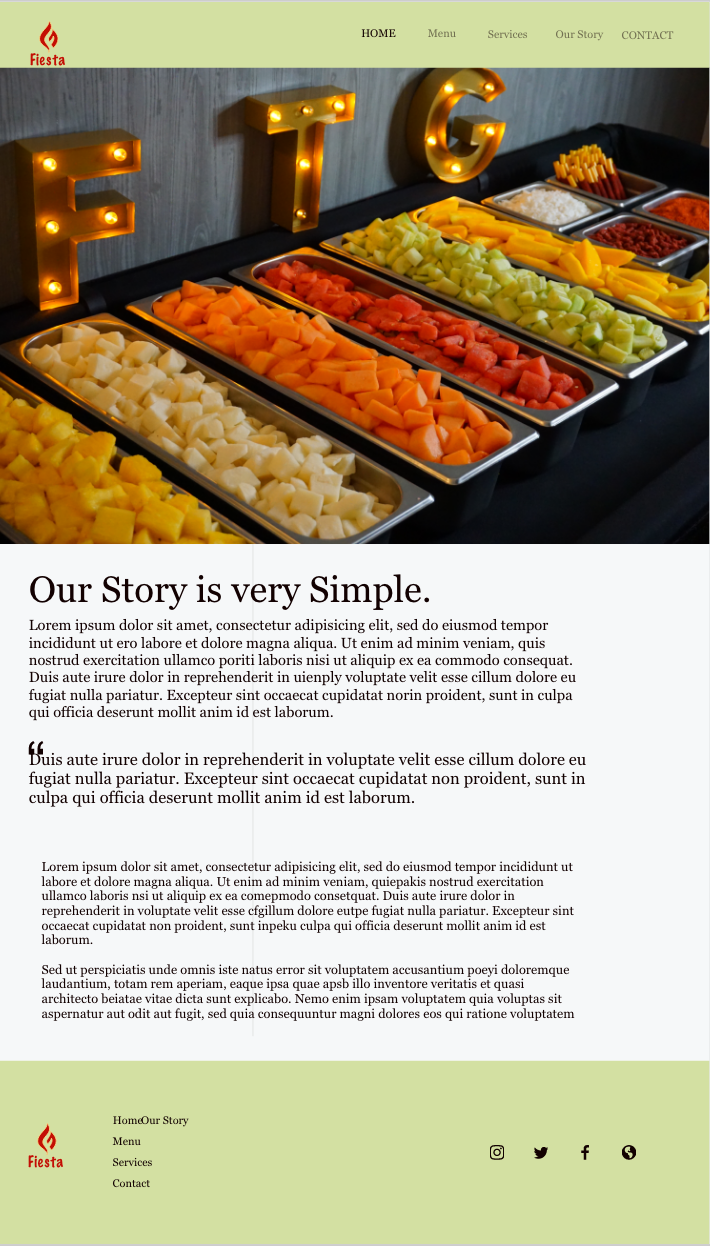 Fiesta
HOME Menu Services Our Story CONTACT
F T G
Our Story is very Simple.
Lorem ipsum dolor sit amet, consectetur adipisicing elit, sed do eiusmod tempor
incididunt ut ero labore et dolore magna aliqua. Ut enim ad minim veniam, quis
nostrud exercitation ullamco poriti laboris nisi ut aliquip ex ea commodo consequat.
Duis aute irure dolor in reprehenderit in uienply voluptate velit esse cillum dolore eu
fugiat nulla pariatur. Excepteur sint occaecat cupidatat norin proident, sunt in culpa
qui officia deserunt mollit anim id est laborum.
“
Duis aute irure dolor in reprehenderit in voluptate velit esse cillum dolore eu
fugiat nulla pariatur. Excepteur sint occaecat cupidatat non proident, sunt in
culpa qui officia deserunt mollit anim id est laborum.
Lorem ipsum dolor sit amet, consectetur adipisicing elit, sed do eiusmod tempor incididunt ut
labore et dolore magna aliqua. Ut enim ad minim veniam, quiepakis nostrud exercitation
ullamco laboris nsi ut aliquip ex ea comepmodo consetquat. Duis aute irure dolor in
reprehenderit in voluptate velit esse cfgillum dolore eutpe fugiat nulla pariatur. Excepteur sint
occaecat cupidatat non proident, sunt inpeku culpa qui officia deserunt mollit anim id est
laborum.
Sed ut perspiciatis unde omnis iste natus error sit voluptatem accusantium poeyi doloremque
laudantium, totam rem aperiam, eaque ipsa quae apsb illo inventore veritatis et quasi
architecto beiatae vitae dicta sunt explicabo. Nemo enim ipsam voluptatem quia voluptas sit
aspernatur aut odit aut fugit, sed quia consequuntur magni dolores eos qui ratione voluptatem
Fiesta
HomeOur Story
Menu
Services
Contact